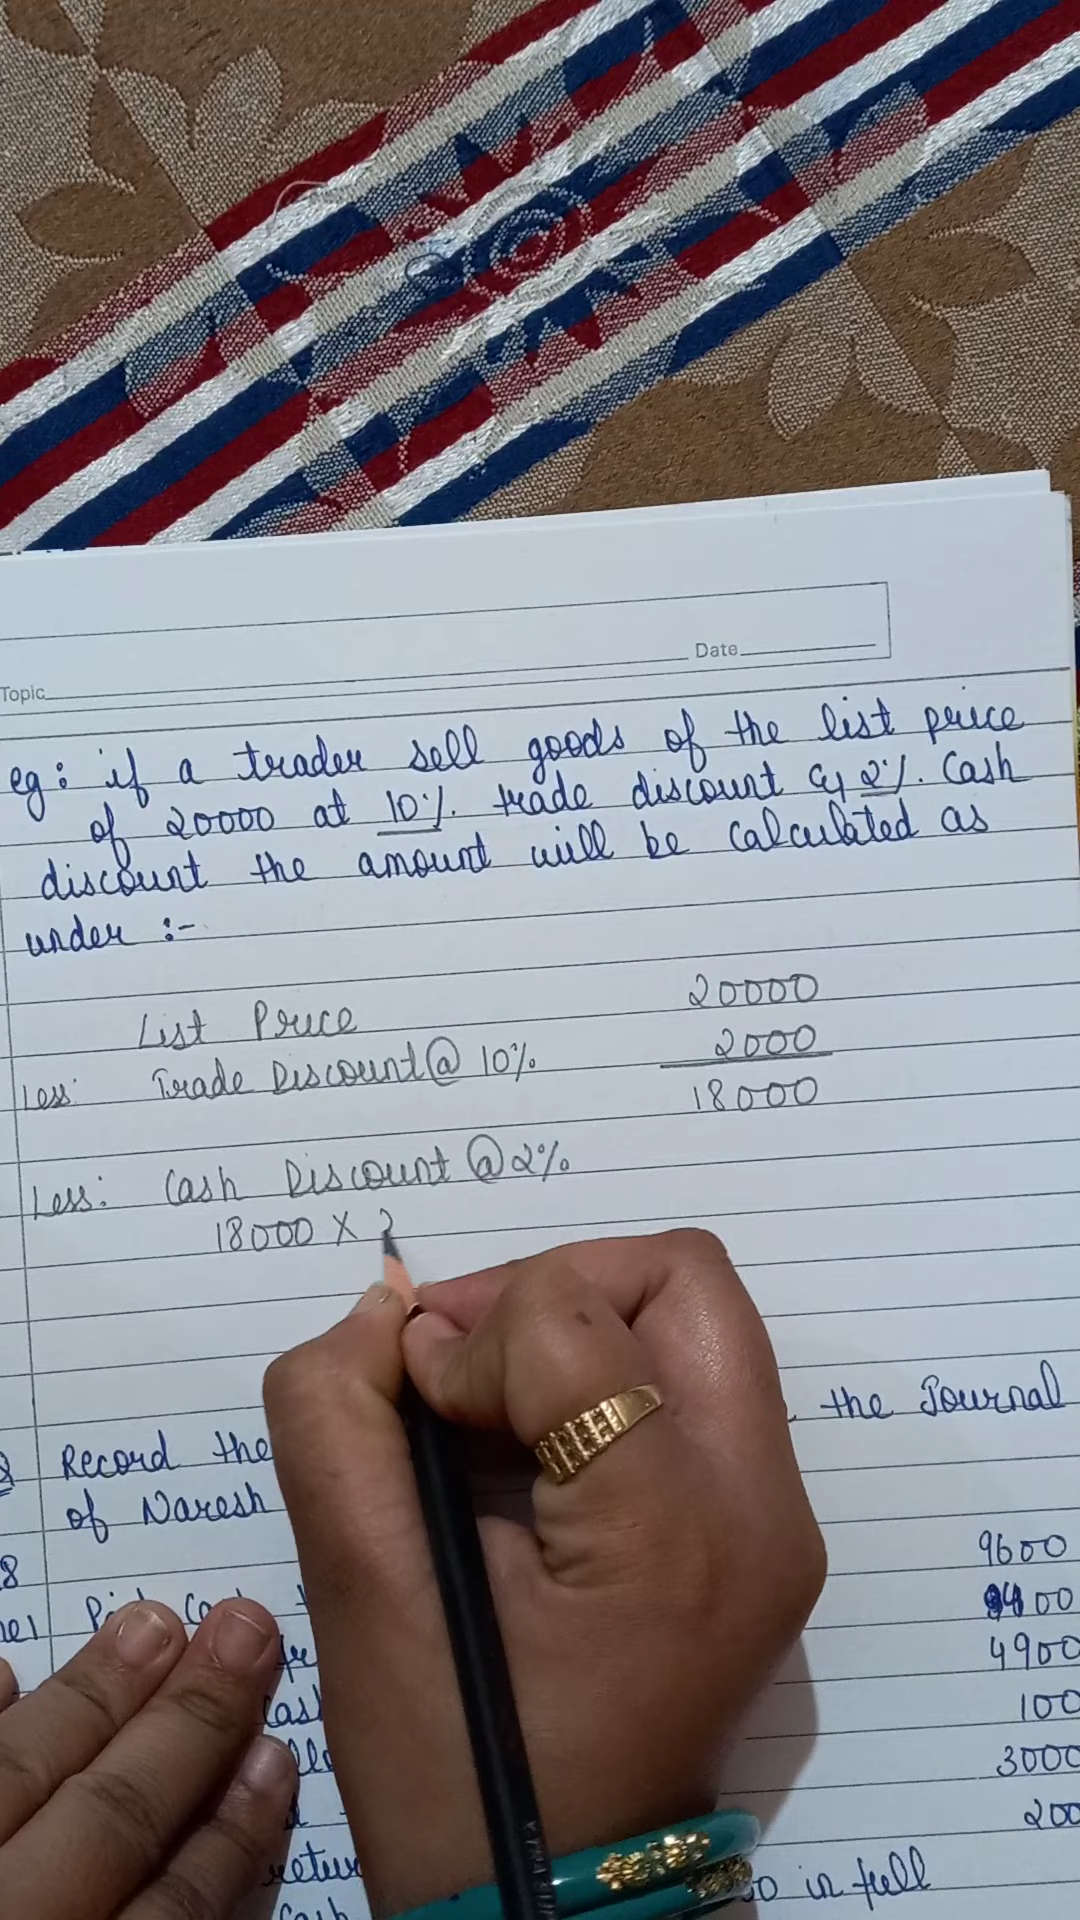 Topic
Date
eg: if a trader sell goods of the list price
of 20000 at 10%. trade discount & 2%. Cash
discount the amount will be calculated as
under :-
List Price 20000
Less: Trade Discount @ 10% 2000
18000
Less: Cash Discount @ 2%
18000 X 2
Record the the Journal
of Naresh
9600
00
4900
100
3000
200
in full